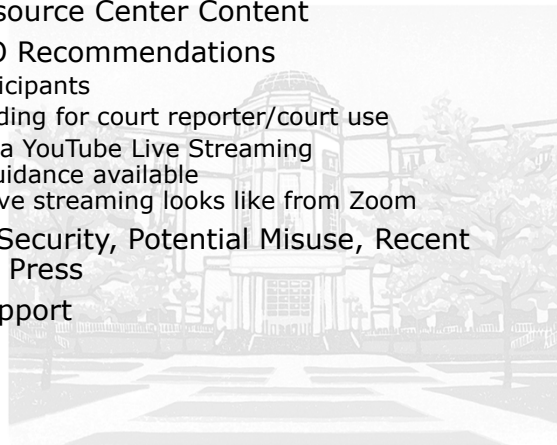 source Center Content
Recommendations
icipants
ding for court reporter/court use
a YouTube Live Streaming
uidance available
ve streaming looks like from Zoom
Security, Potential Misuse, Recent
Press
pport